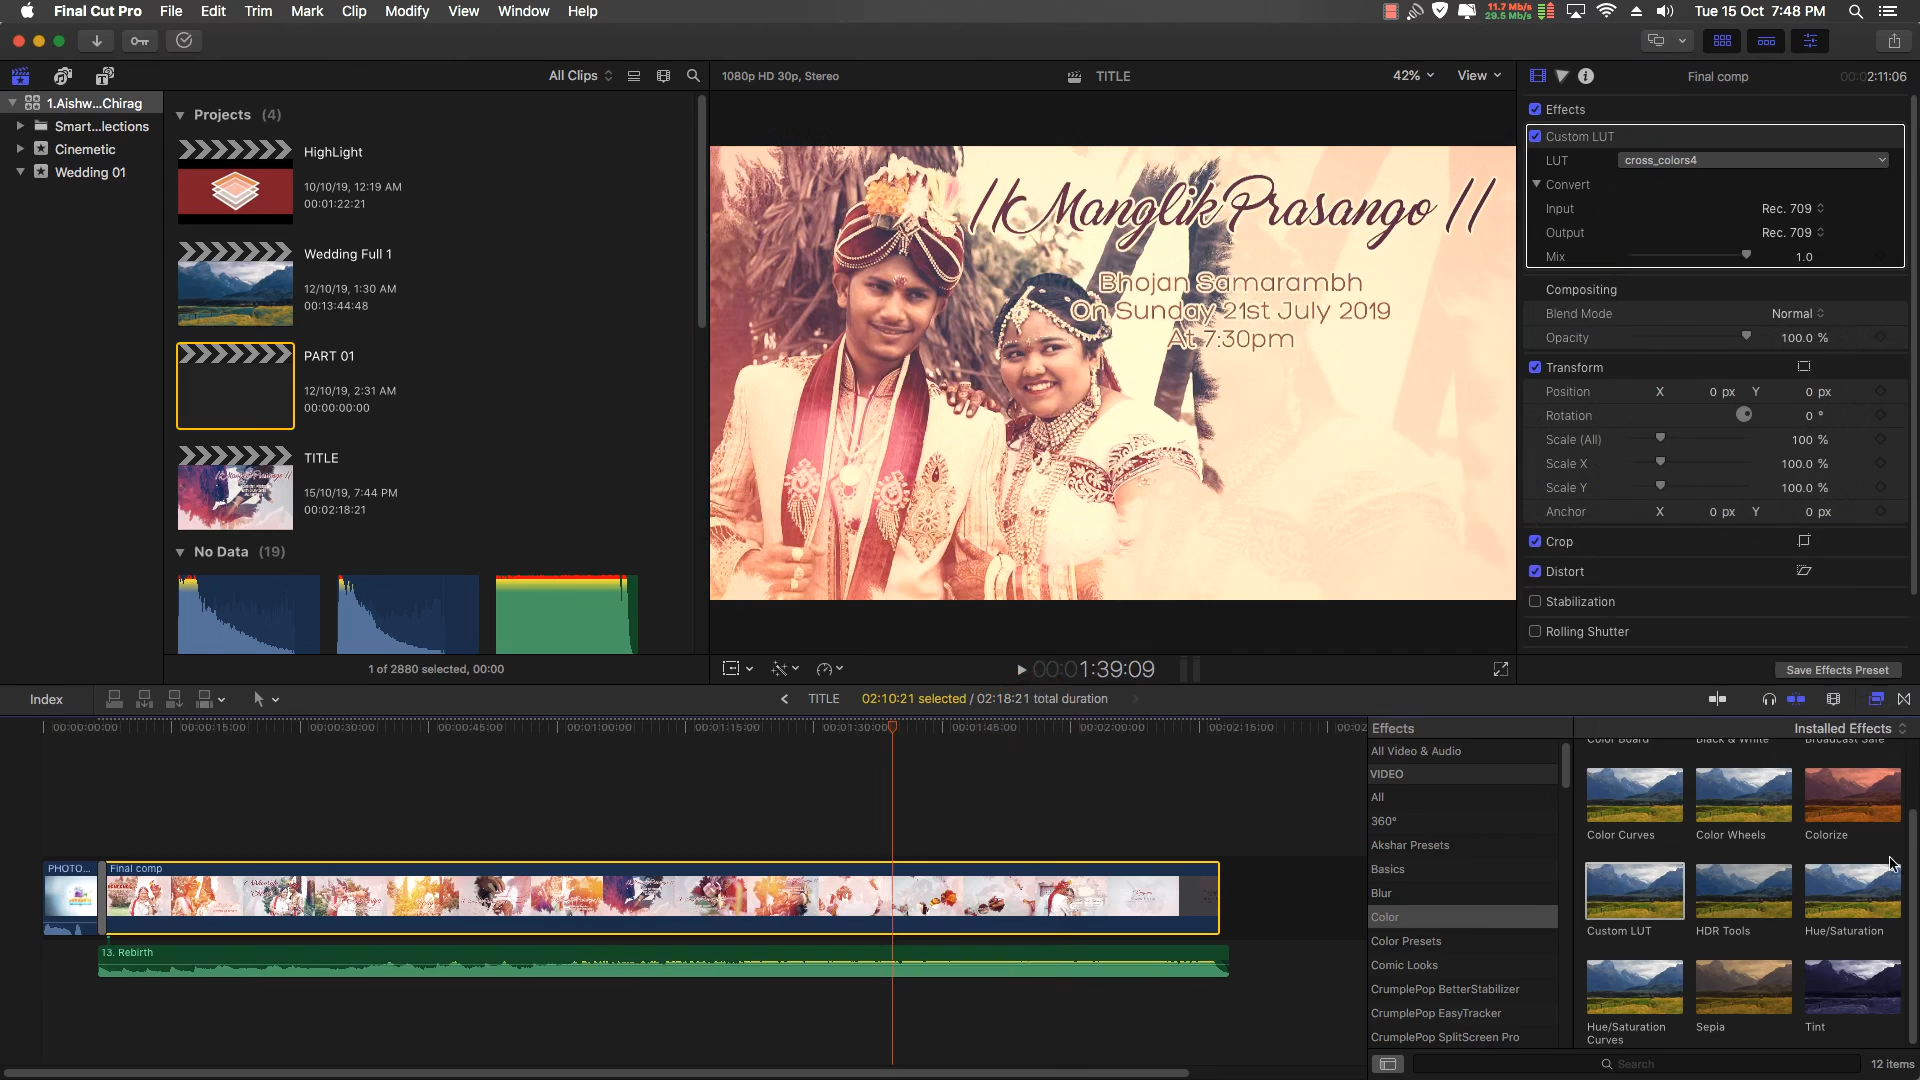 Final Cut Pro File Edit Trim Mark Clip Modify View Window Help
11.7 Mb/s
29.5 Mb/s
Tue 15 Oct 7:48 PM
All Clips
1080p HD 30p, Stereo
TITLE
42%
View
Final comp
00:02:11:06
1.Aishw...Chirag
Smart...lections
Cinemetic
Wedding 01
Projects (4)
HighLight
10/10/19, 12:19 AM
00:01:22:21
Wedding Full 1
12/10/19, 1:30 AM
00:13:44:48
PART 01
12/10/19, 2:31 AM
00:00:00:00
TITLE
15/10/19, 7:44 PM
00:02:18:21
No Data (19)
1 of 2880 selected, 00:00
// Manglik Prasango //
Bhojan Samarambh
On Sunday 21st July 2019
At 7:30pm
00:01:39:09
Effects
Custom LUT
LUT cross_colors4
Convert
Input Rec. 709
Output Rec. 709
Mix 1.0
Compositing
Blend Mode Normal
Opacity 100.0 %
Transform
Position X 0 px Y 0 px
Rotation 0 °
Scale (All) 100 %
Scale X 100.0 %
Scale Y 100.0 %
Anchor X 0 px Y 0 px
Crop
Distort
Stabilization
Rolling Shutter
Save Effects Preset
Index
TITLE
02:10:21 selected / 02:18:21 total duration
00:00:00:00 00:00:15:00 00:00:30:00 00:00:45:00 00:01:00:00 00:01:15:00 00:01:30:00 00:01:45:00 00:02:00:00 00:02:15:00 00:02
PHOTO...
Final comp
13. Rebirth
Effects
Installed Effects
All Video & Audio
VIDEO
All
360°
Akshar Presets
Basics
Blur
Color
Color Presets
Comic Looks
CrumplePop BetterStabilizer
CrumplePop EasyTracker
CrumplePop SplitScreen Pro
Color Board Black & White Broadcast Safe
Color Curves Color Wheels Colorize
Custom LUT HDR Tools Hue/Saturation
Hue/Saturation Curves Sepia Tint
Search
12 items